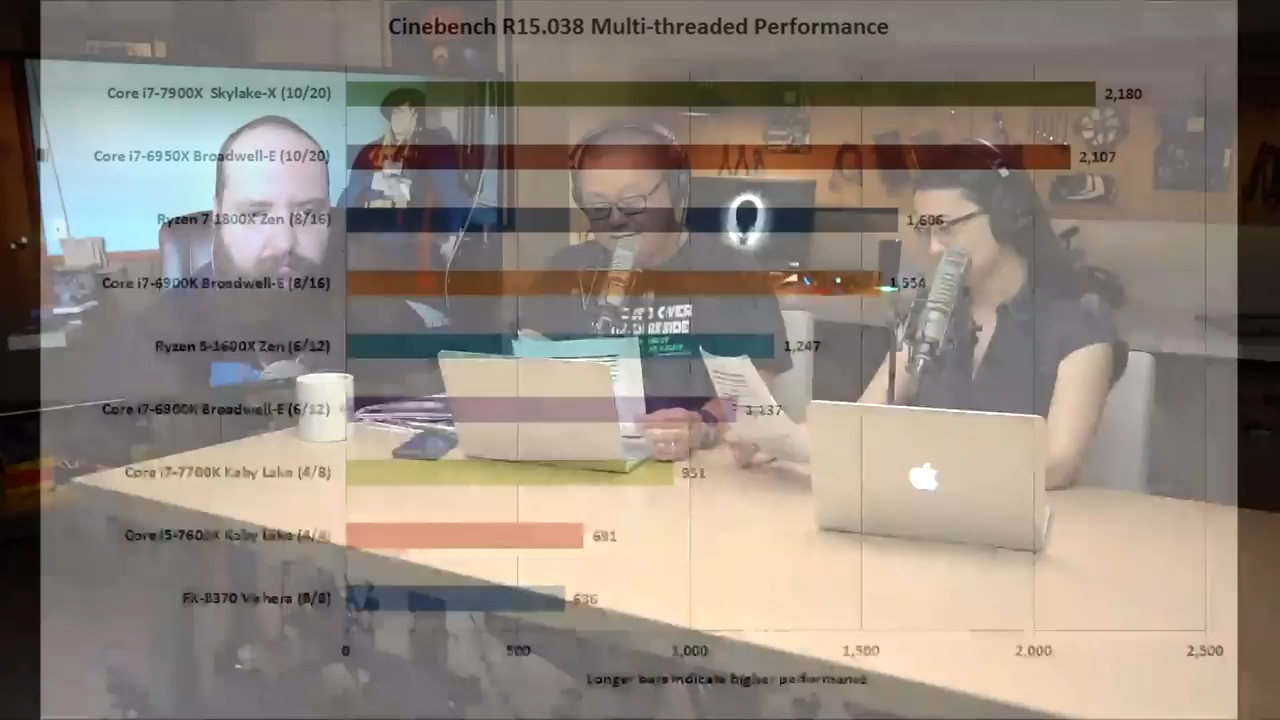 Cinebench R15.038 Multi-threaded Performance
Core i7-7900X Skylake-X (10/20) 2,180
Core i7-6950X Broadwell-E (10/20) 2,107
Ryzen 7 1800X Zen (8/16) 1,606
Core i7-6900K Broadwell-E (8/16) 1,554
Ryzen 5 1600X Zen (6/12) 1,247
Core i7-6800K Broadwell-E (6/12) 1,137
Core i7-7700K Kaby Lake (4/8) 951
Core i5-7600K Kaby Lake (4/4) 691
FX-8370 Vishera (8/8) 636
0 500 1,000 1,500 2,000 2,500
Longer bars indicate higher performance